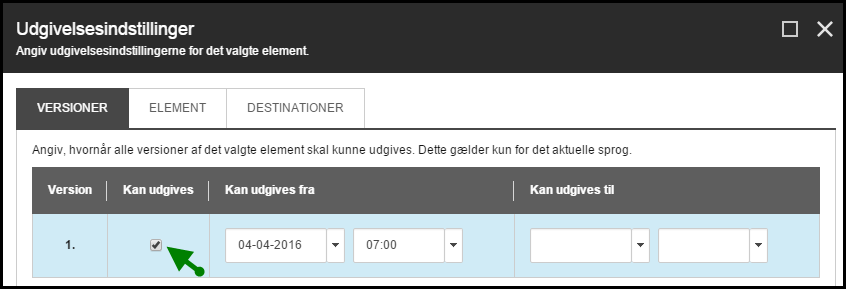 Udgivelsesindstillinger
Angiv udgivelsesindstillingerne for det valgte element.
VERSIONER ELEMENT DESTINATIONER
Angiv, hvornår alle versioner af det valgte element skal kunne udgives. Dette gælder kun for det aktuelle sprog.
Version Kan udgives Kan udgives fra Kan udgives til
1. 04-04-2016 07:00